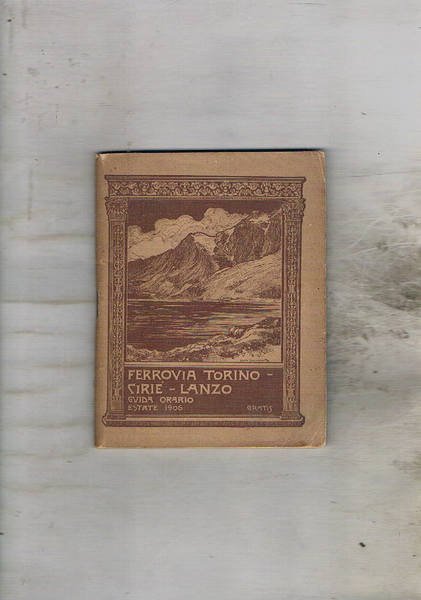 FERROVIA TORINO -
CIRIE - LANZO
GUIDA ORARIO
ESTATE 1906 GRATIS